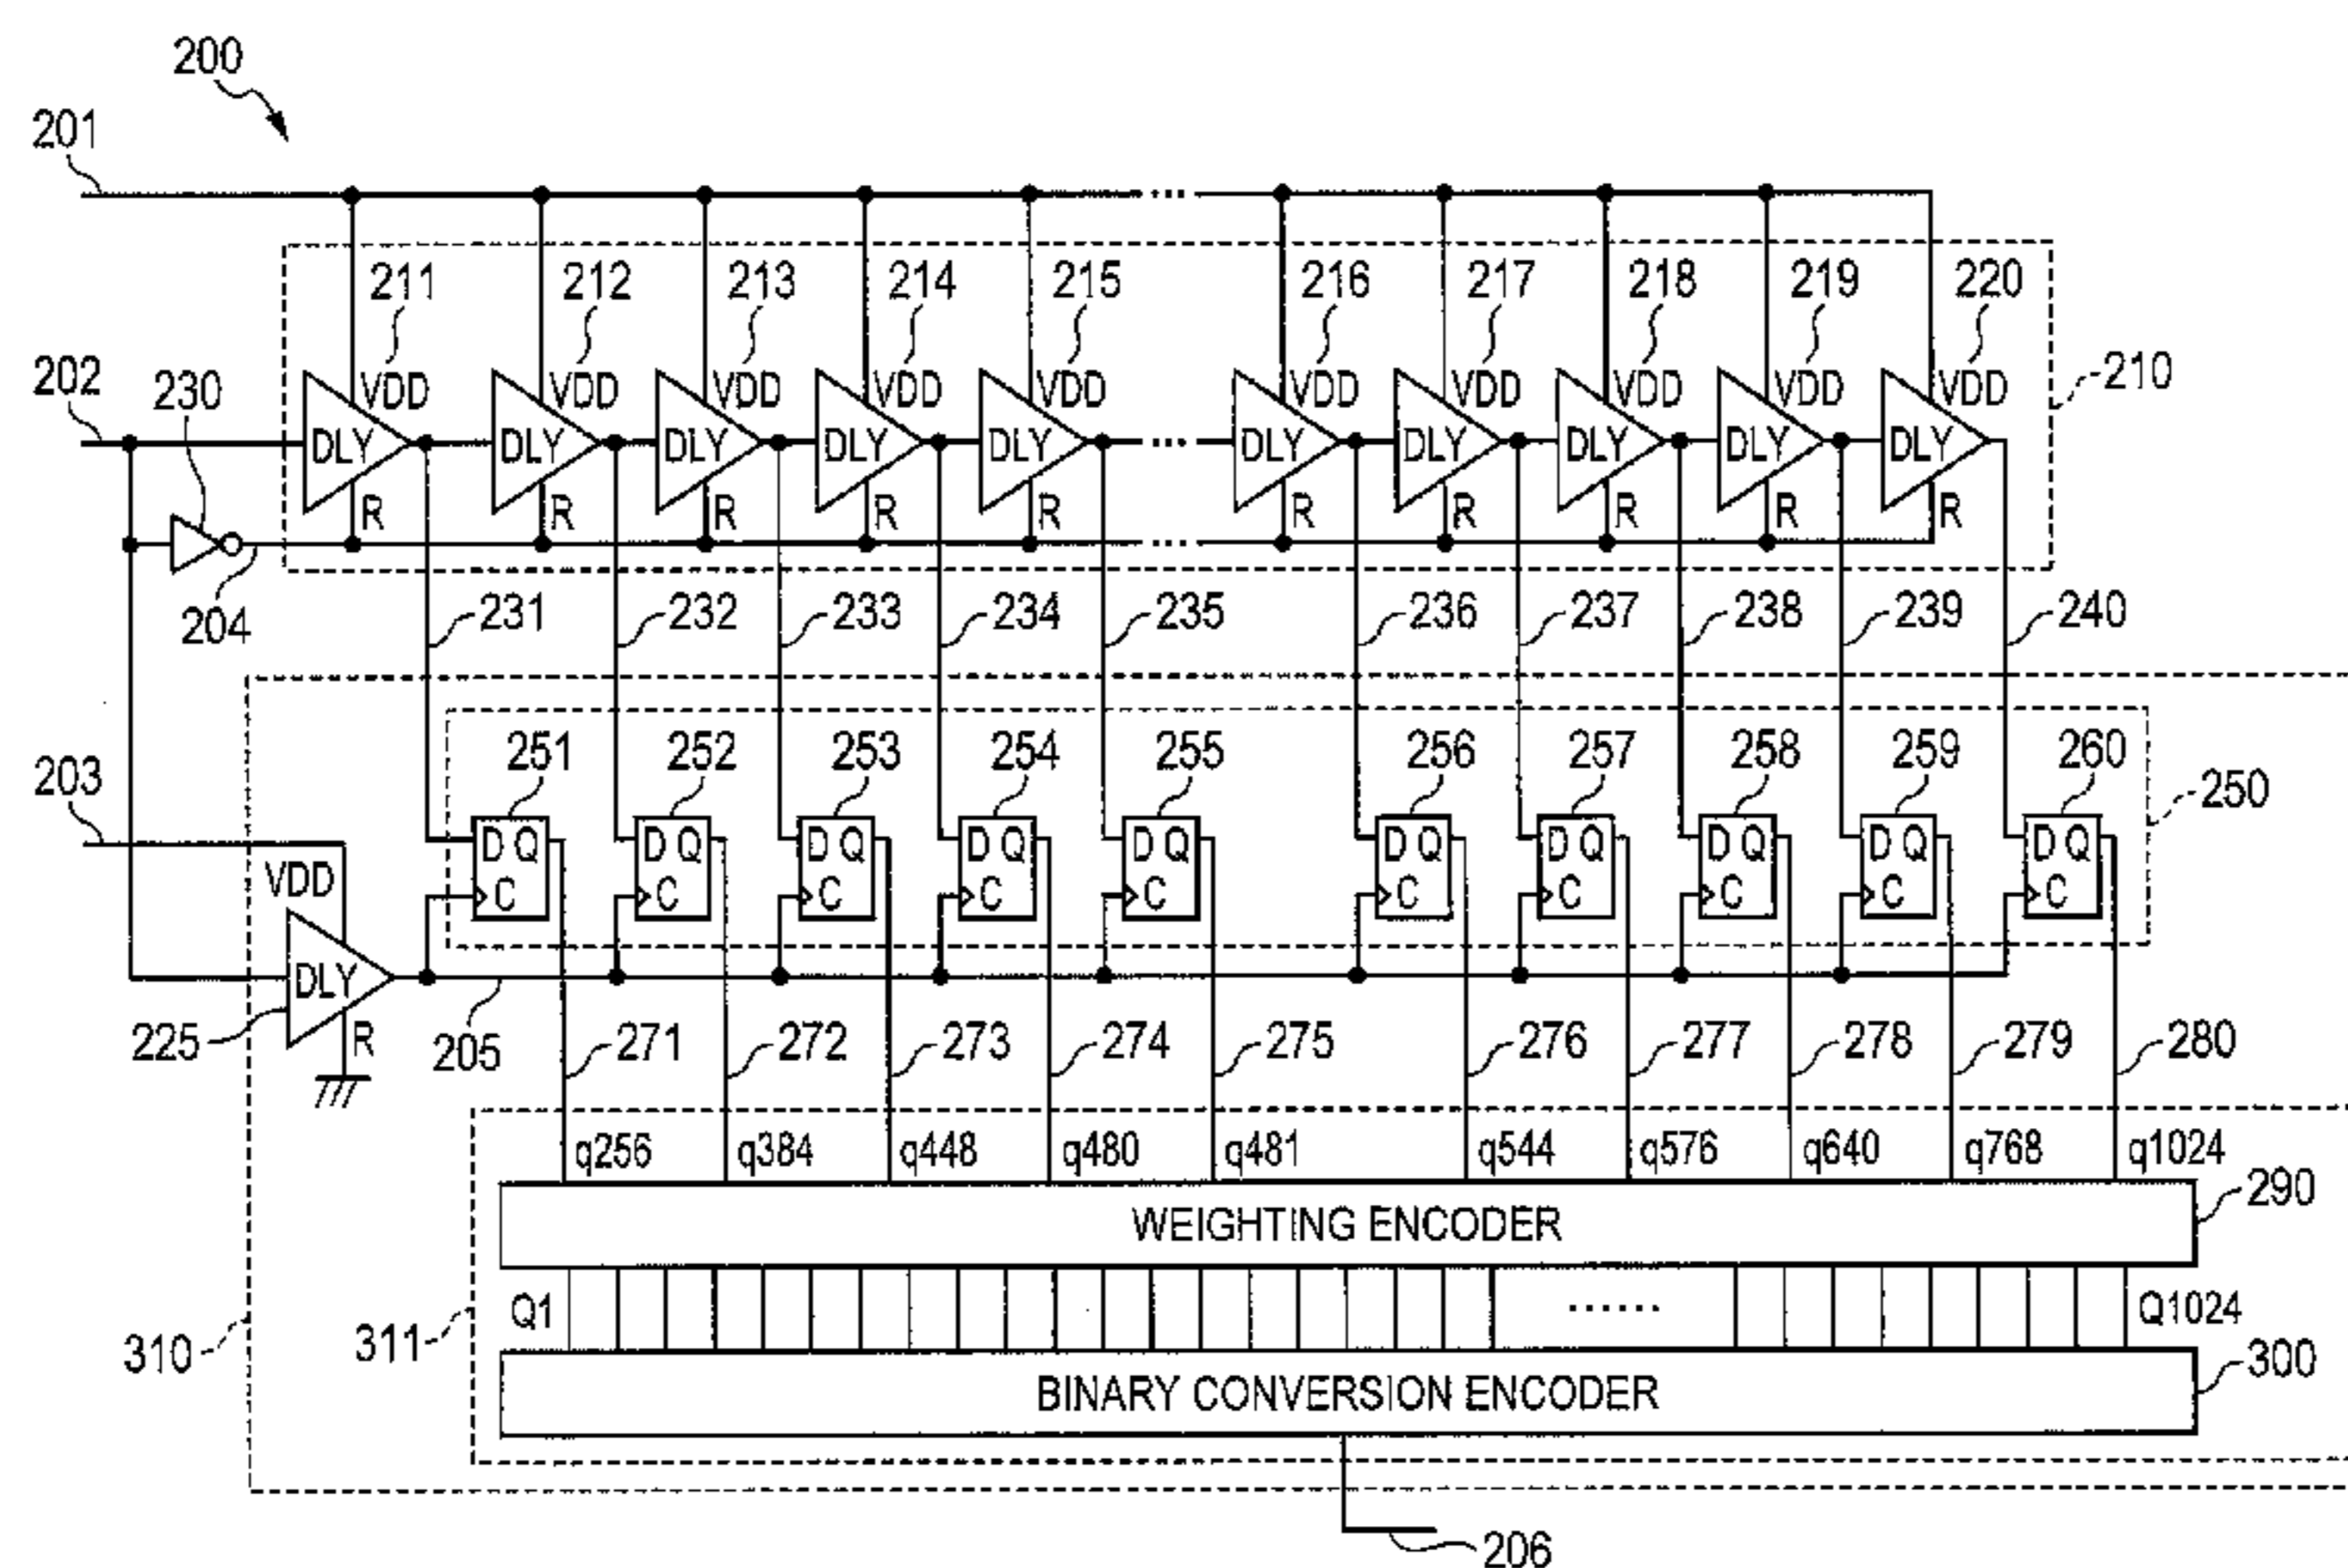 200
201
211 212 213 214 215 216 217 218 219 220
202 230 VDD VDD VDD VDD VDD VDD VDD VDD VDD VDD 210
DLY DLY DLY DLY DLY ... DLY DLY DLY DLY DLY
R R R R R R R R R R
...
204 231 232 233 234 235 236 237 238 239 240
203 251 252 253 254 255 256 257 258 259 260 250
D Q D Q D Q D Q D Q D Q D Q D Q D Q D Q
VDD C C C C C C C C C C
DLY
225 R 205 271 272 273 274 275 276 277 278 279 280
q256 q384 q448 q480 q481 q544 q576 q640 q768 q1024
WEIGHTING ENCODER 290
Q1 ...... Q1024
310 311
BINARY CONVERSION ENCODER 300
206